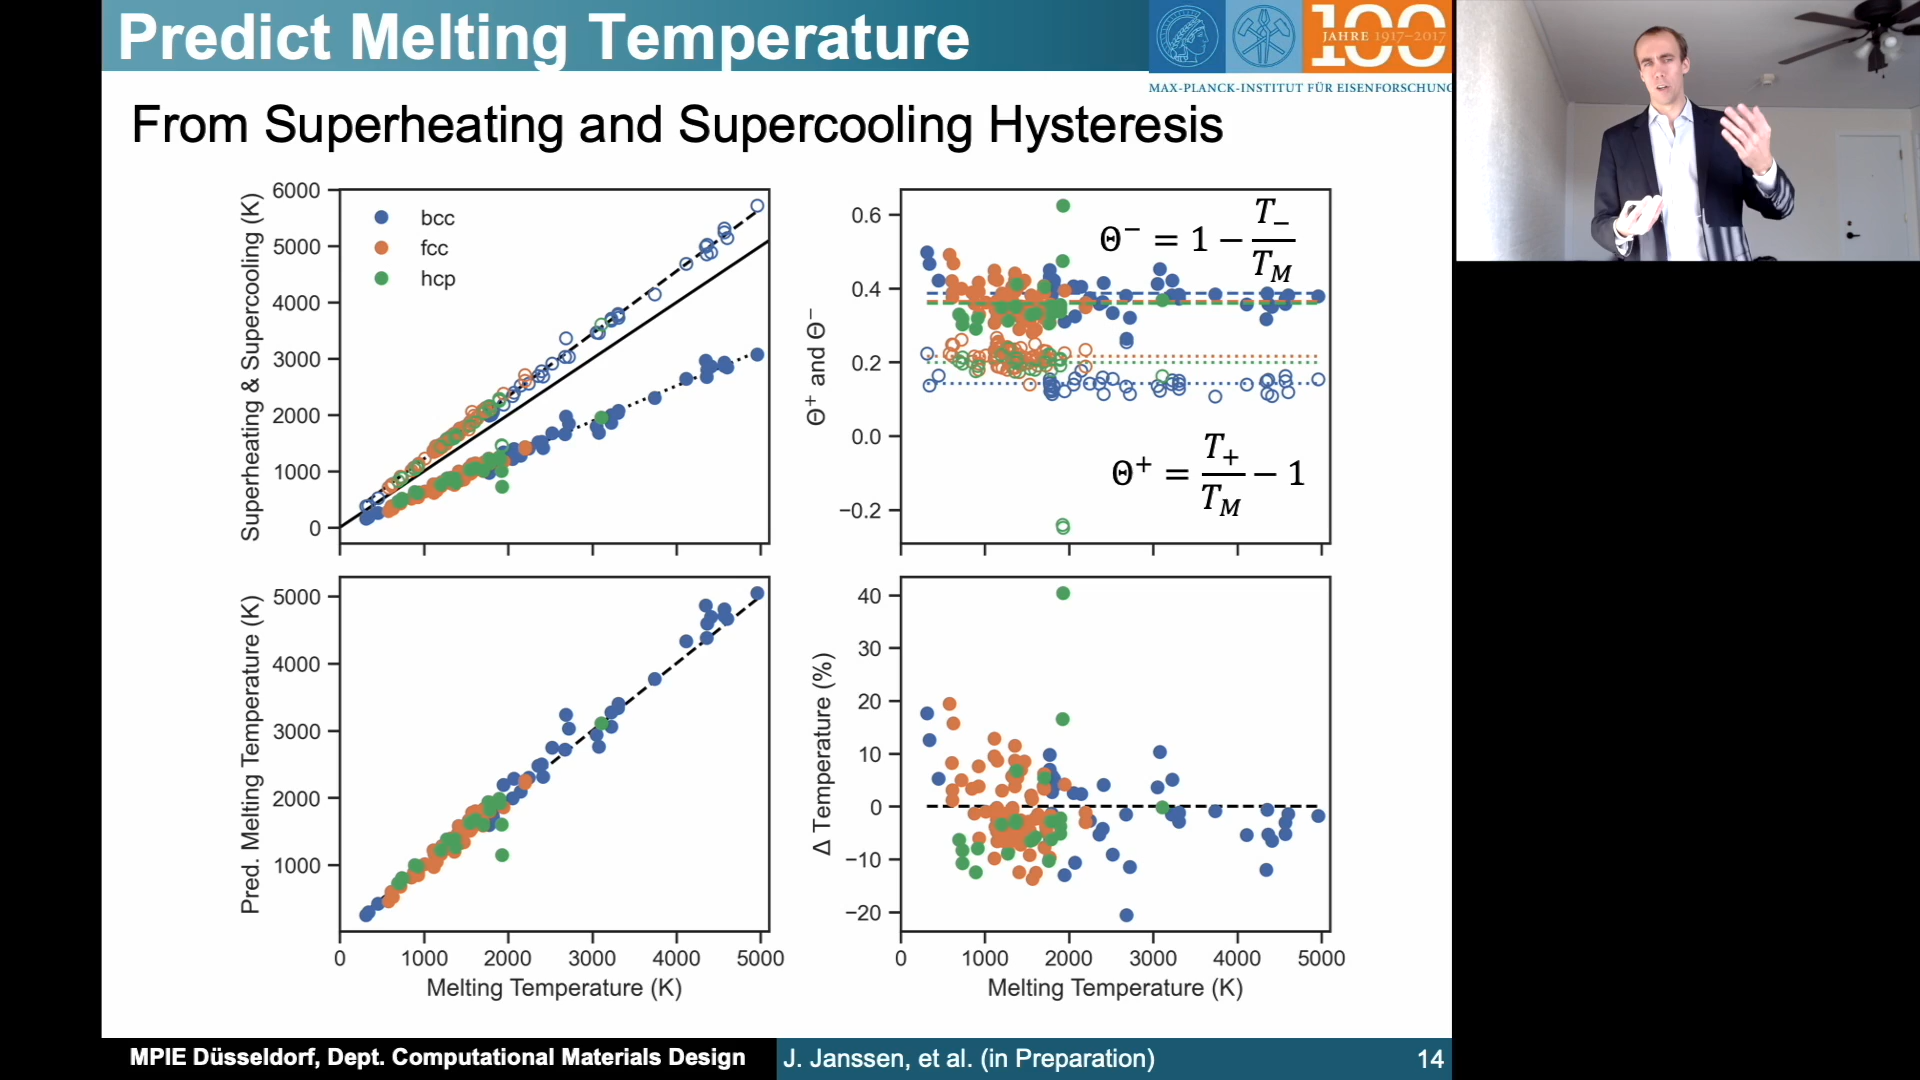 Predict Melting Temperature
100
JAHRE 1917–2017
MAX-PLANCK-INSTITUT FÜR EISENFORSCHUNG
From Superheating and Supercooling Hysteresis
Superheating & Supercooling (K)
6000
5000
4000
3000
2000
1000
0
bcc
fcc
hcp
Θ⁺ and Θ⁻
0.6
0.4
0.2
0.0
−0.2
Θ⁻ = 1 − T₋/T_M
Θ⁺ = T₊/T_M − 1
Pred. Melting Temperature (K)
5000
4000
3000
2000
1000
0 1000 2000 3000 4000 5000
Melting Temperature (K)
Δ Temperature (%)
40
30
20
10
0
−10
−20
0 1000 2000 3000 4000 5000
Melting Temperature (K)
MPIE Düsseldorf, Dept. Computational Materials Design
J. Janssen, et al. (in Preparation)
14